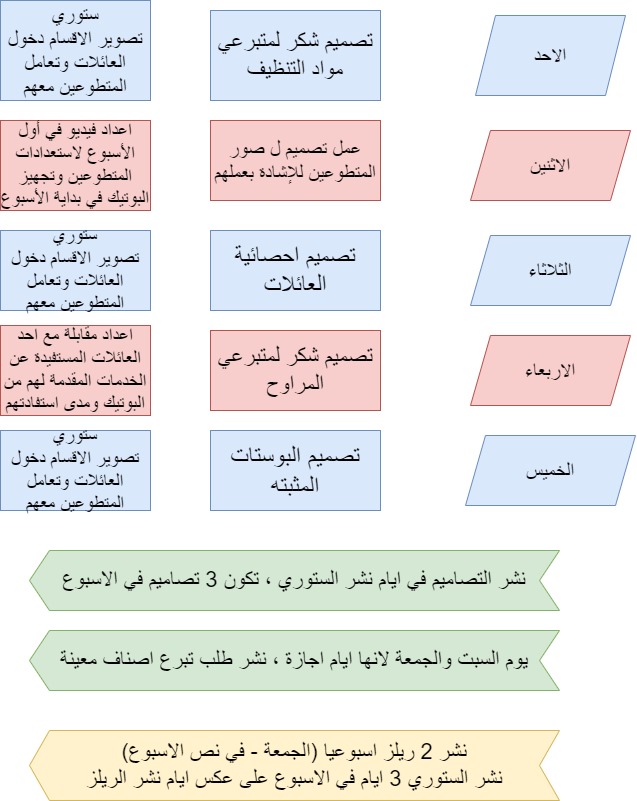 الاحد
تصميم شكر لمتبرعي
مواد التنظيف
ستوري
تصوير الاقسام دخول
العائلات وتعامل
المتطوعين معهم
الاثنين
عمل تصميم ل صور
المتطوعين للإشادة بعملهم
اعداد فيديو في أول
الأسبوع لاستعدادات
المتطوعين وتجهيز
البوتيك في بداية الأسبوع
الثلاثاء
تصميم احصائية
العائلات
ستوري
تصوير الاقسام دخول
العائلات وتعامل
المتطوعين معهم
الاربعاء
تصميم شكر لمتبرعي
المراوح
اعداد مقابلة مع احد
العائلات المستفيدة عن
الخدمات المقدمة لهم من
البوتيك ومدى استفادتهم
الخميس
تصميم البوستات
المثبته
ستوري
تصوير الاقسام دخول
العائلات وتعامل
المتطوعين معهم
نشر التصاميم في ايام نشر الستوري ، تكون 3 تصاميم في الاسبوع
يوم السبت والجمعة لانها ايام اجازة ، نشر طلب تبرع اصناف معينة
نشر 2 ريلز اسبوعيا (الجمعة - في نص الاسبوع)
نشر الستوري 3 ايام في الاسبوع على عكس ايام نشر الريلز